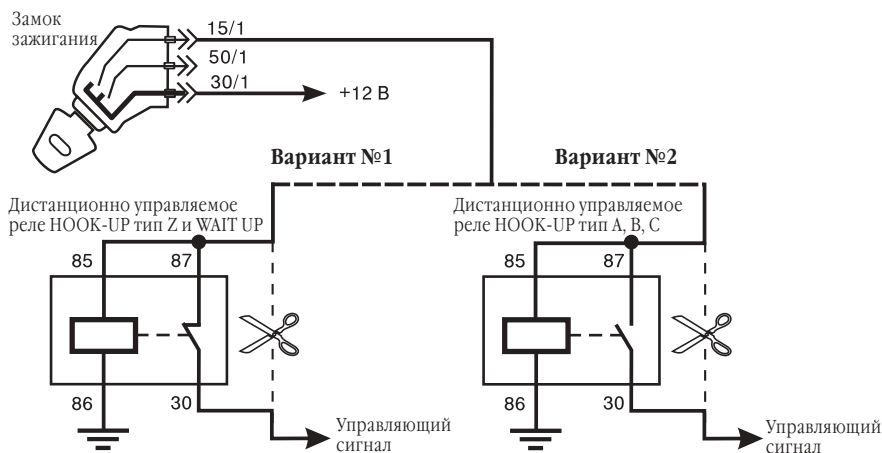 Замок
зажигания
15/1
50/1
30/1
+12 В
Вариант №1
Вариант №2
Дистанционно управляемое
реле HOOK-UP тип Z и WAIT UP
Дистанционно управляемое
реле HOOK-UP тип A, B, C
85
87
85
87
86
30
86
30
Управляющий
сигнал
Управляющий
сигнал